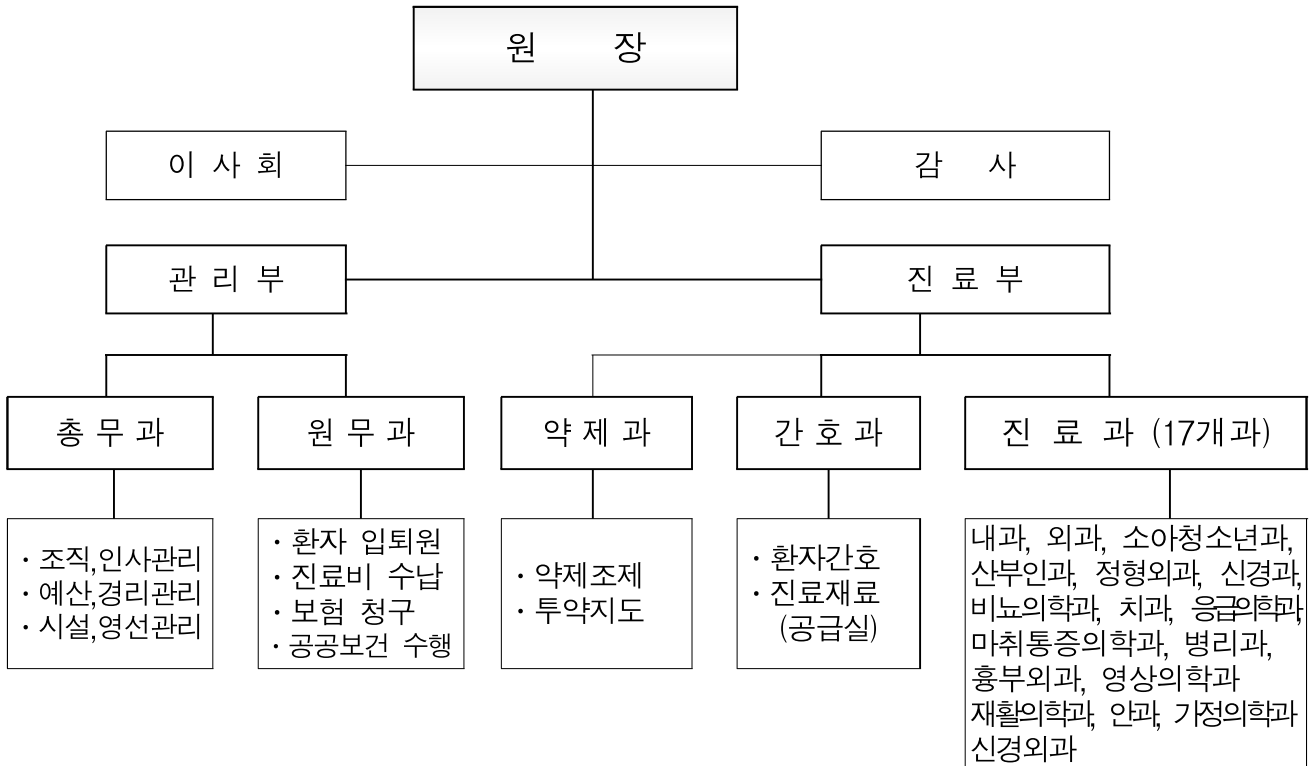 원 장
이 사 회
감 사
관 리 부
진 료 부
총 무 과
원 무 과
약 제 과
간 호 과
진 료 과 (17개과)
· 조직,인사관리
· 예산,경리관리
· 시설,영선관리
· 환자 입퇴원
· 진료비 수납
· 보험 청구
· 공공보건 수행
· 약제조제
· 투약지도
· 환자간호
· 진료재료
(공급실)
내과, 외과, 소아청소년과,
산부인과, 정형외과, 신경과,
비뇨의학과, 치과, 응급의학과,
마취통증의학과, 병리과,
흉부외과, 영상의학과
재활의학과, 안과, 가정의학과
신경외과